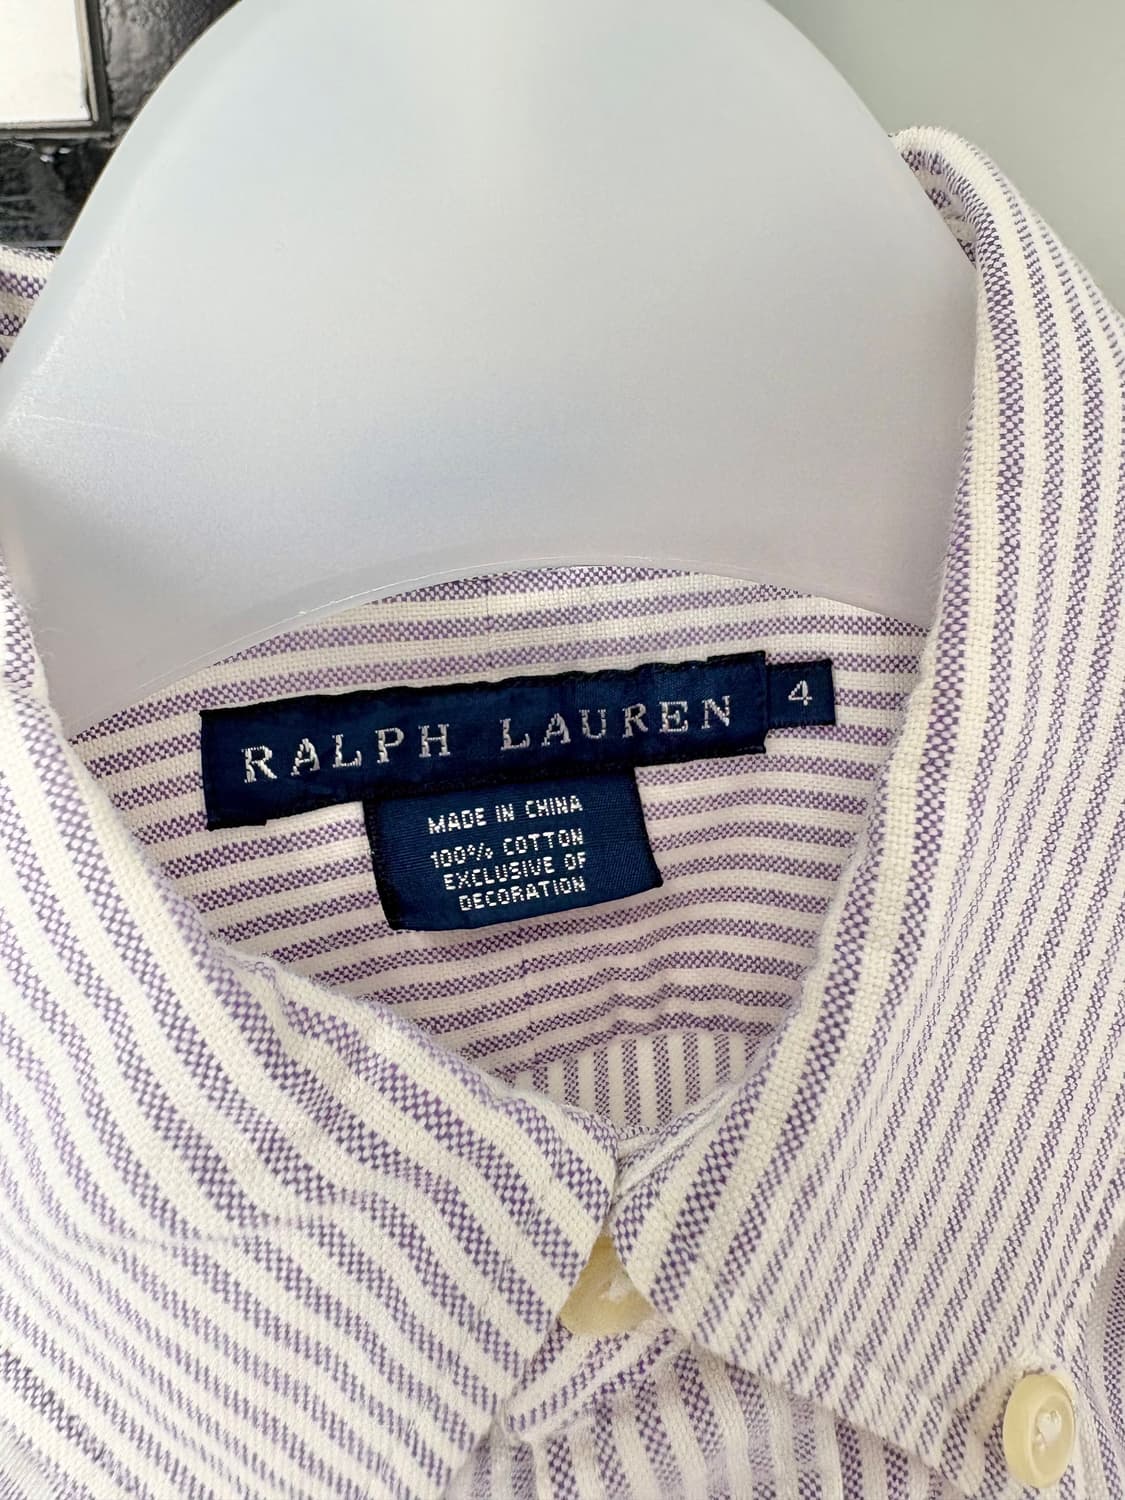 RALPH LAUREN 4
MADE IN CHINA
100% COTTON
EXCLUSIVE OF
DECORATION